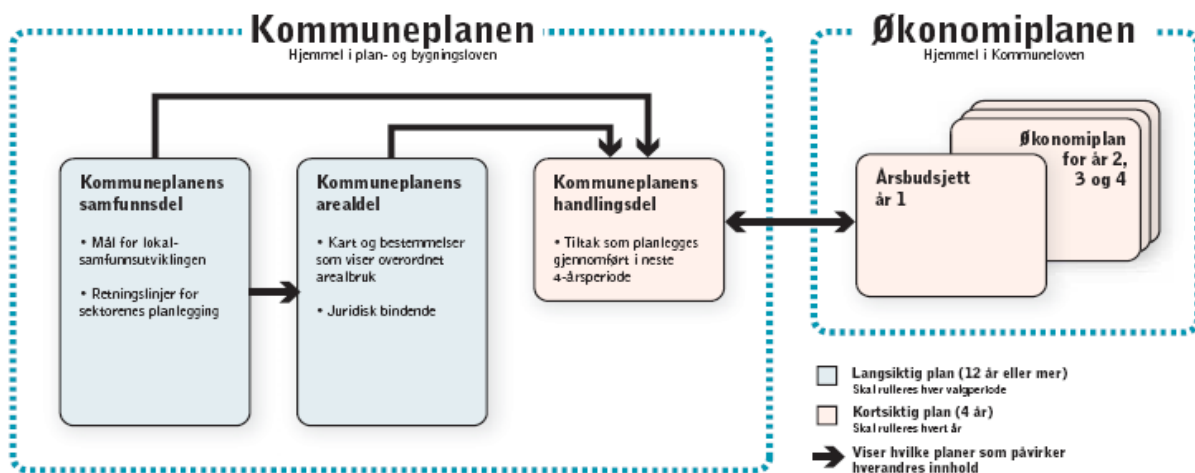 Kommuneplanen
Hjemmel i plan- og bygningsloven
Kommuneplanens
samfunnsdel
• Mål for lokal-
samfunnsutviklingen
• Retningslinjer for
sektorenes planlegging
Kommuneplanens
arealdel
• Kart og bestemmelser
som viser overordnet
arealbruk
• Juridisk bindende
Kommuneplanens
handlingsdel
• Tiltak som planlegges
gjennomført i neste
4-årsperiode
Økonomiplanen
Hjemmel i Kommuneloven
Årsbudsjett
år 1
Økonomiplan
for år 2,
3 og 4
Langsiktig plan (12 år eller mer)
Skal rulleres hver valgperiode
Kortsiktig plan (4 år)
Skal rulleres hvert år
Viser hvilke planer som påvirker
hverandres innhold